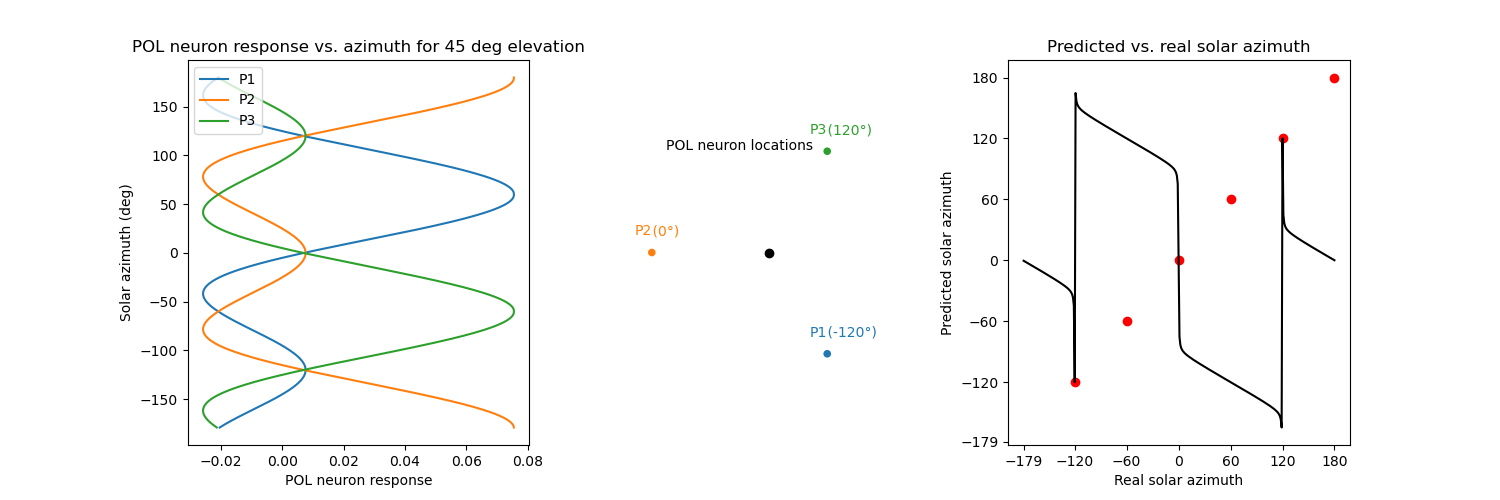 POL neuron response vs. azimuth for 45 deg elevation
P1
P2
P3
150
100
50
0
−50
−100
−150
Solar azimuth (deg)
−0.02 0.00 0.02 0.04 0.06 0.08
POL neuron response
P3 (120°)
POL neuron locations
P2 (0°)
P1 (-120°)
Predicted vs. real solar azimuth
180
120
60
0
−60
−120
−179
Predicted solar azimuth
−179 −120 −60 0 60 120 180
Real solar azimuth